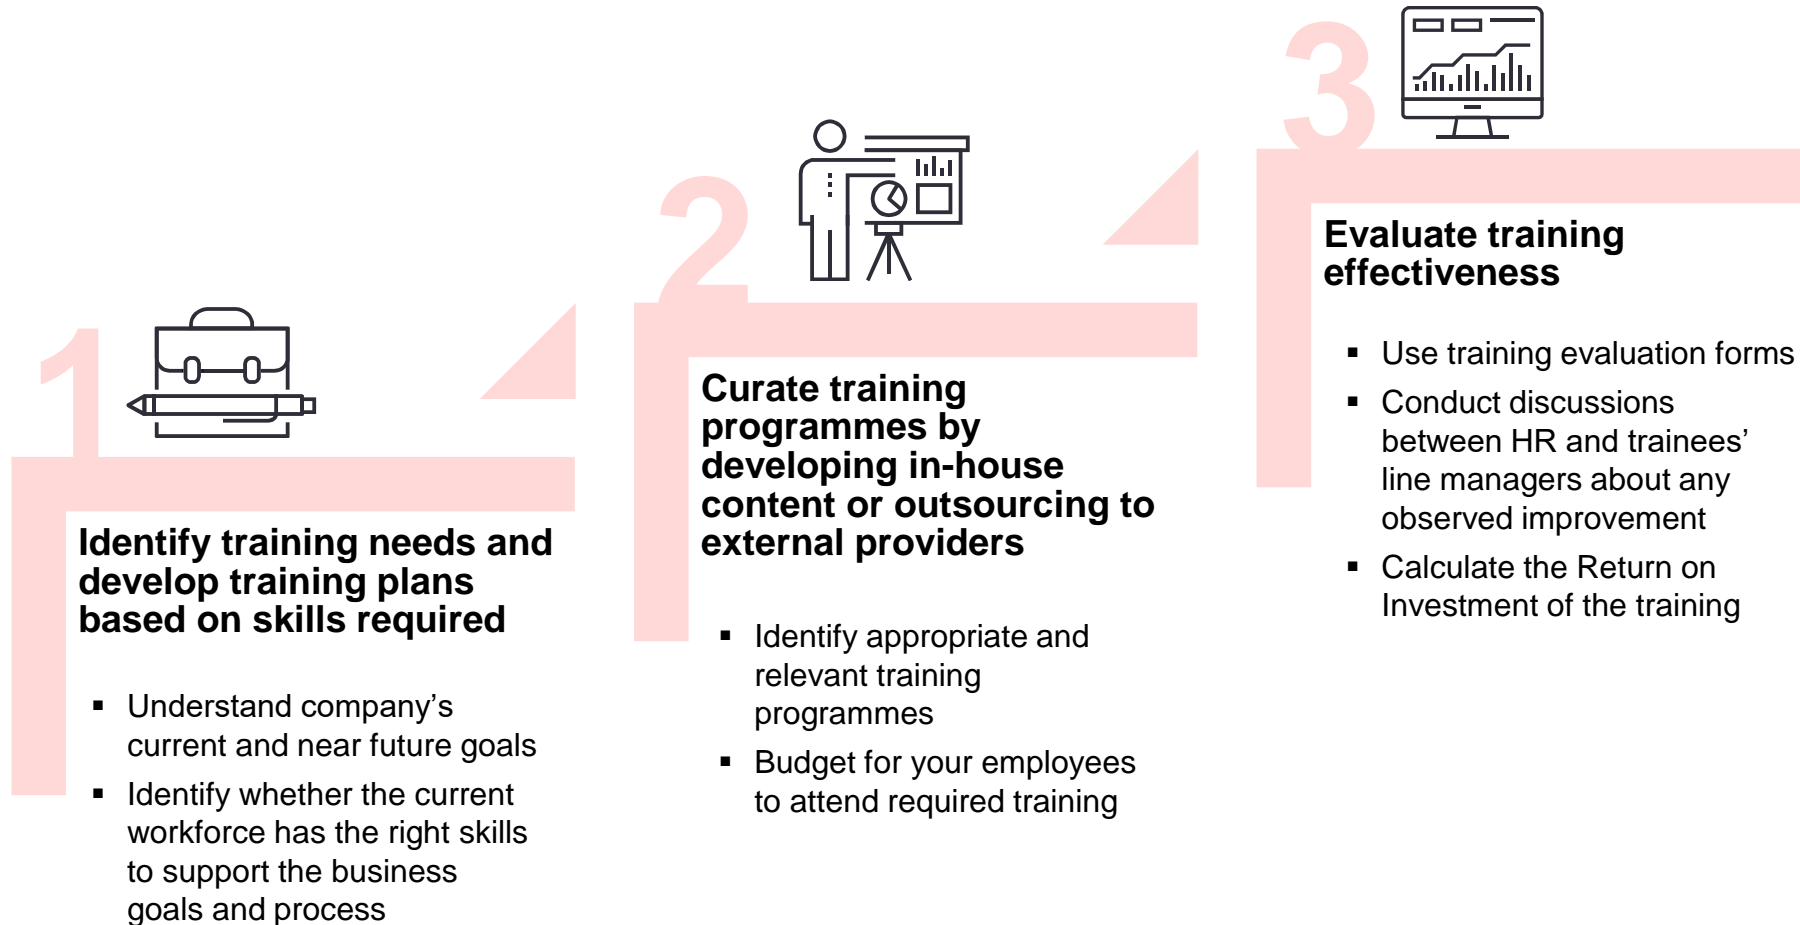 1
Identify training needs and
develop training plans
based on skills required
▪ Understand company’s
current and near future goals
▪ Identify whether the current
workforce has the right skills
to support the business
goals and process
2
Curate training
programmes by
developing in-house
content or outsourcing to
external providers
▪ Identify appropriate and
relevant training
programmes
▪ Budget for your employees
to attend required training
3
Evaluate training
effectiveness
▪ Use training evaluation forms
▪ Conduct discussions
between HR and trainees’
line managers about any
observed improvement
▪ Calculate the Return on
Investment of the training